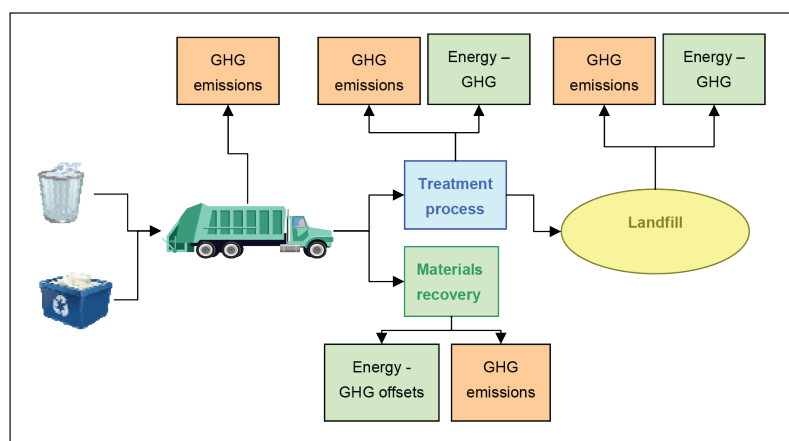 GHG
emissions
GHG
emissions
Energy –
GHG
GHG
emissions
Energy –
GHG
Treatment
process
Landfill
Materials
recovery
Energy -
GHG offsets
GHG
emissions